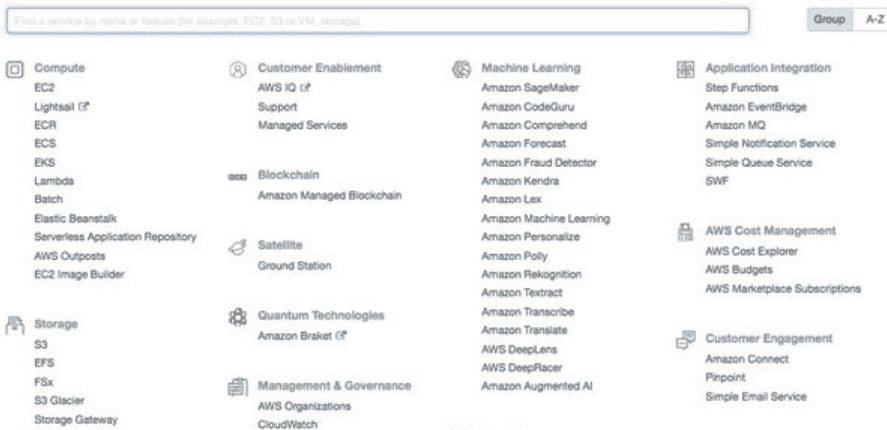 Find a service by name or feature (for example, EC2, S3 or VM, storage).
Group A-Z
Compute
EC2
Lightsail
ECR
ECS
EKS
Lambda
Batch
Elastic Beanstalk
Serverless Application Repository
AWS Outposts
EC2 Image Builder
Storage
S3
EFS
FSx
S3 Glacier
Storage Gateway
Customer Enablement
AWS IQ
Support
Managed Services
Blockchain
Amazon Managed Blockchain
Satellite
Ground Station
Quantum Technologies
Amazon Braket
Management & Governance
AWS Organizations
CloudWatch
Machine Learning
Amazon SageMaker
Amazon CodeGuru
Amazon Comprehend
Amazon Forecast
Amazon Fraud Detector
Amazon Kendra
Amazon Lex
Amazon Machine Learning
Amazon Personalize
Amazon Polly
Amazon Rekognition
Amazon Textract
Amazon Transcribe
Amazon Translate
AWS DeepLens
AWS DeepRacer
Amazon Augmented AI
Application Integration
Step Functions
Amazon EventBridge
Amazon MQ
Simple Notification Service
Simple Queue Service
SWF
AWS Cost Management
AWS Cost Explorer
AWS Budgets
AWS Marketplace Subscriptions
Customer Engagement
Amazon Connect
Pinpoint
Simple Email Service